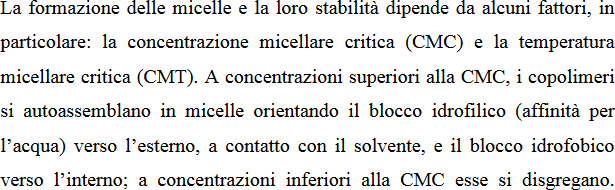 La formazione delle micelle e la loro stabilità dipende da alcuni fattori, in
particolare: la concentrazione micellare critica (CMC) e la temperatura
micellare critica (CMT). A concentrazioni superiori alla CMC, i copolimeri
si autoassemblano in micelle orientando il blocco idrofilico (affinità per
l’acqua) verso l’esterno, a contatto con il solvente, e il blocco idrofobico
verso l’interno; a concentrazioni inferiori alla CMC esse si disgregano.